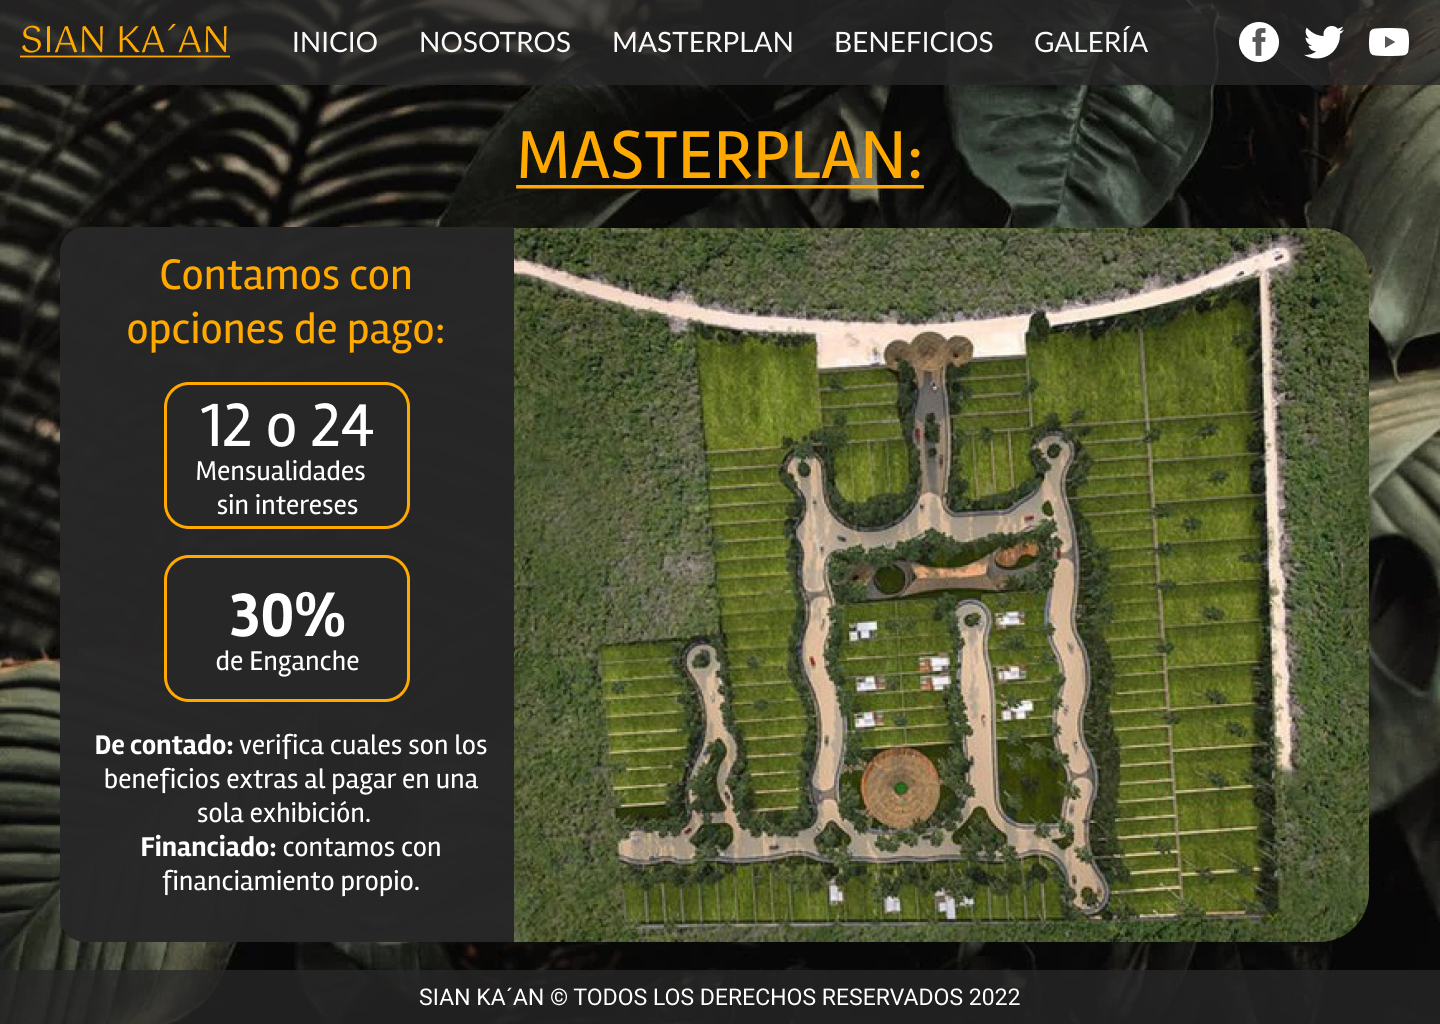 SIAN KA´AN
INICIO
NOSOTROS
MASTERPLAN
BENEFICIOS
GALERÍA
MASTERPLAN:
Contamos con
opciones de pago:
12 o 24
Mensualidades
sin intereses
30%
de Enganche
De contado: verifica cuales son los
beneficios extras al pagar en una
sola exhibición.
Financiado: contamos con
financiamiento propio.
SIAN KA´AN © TODOS LOS DERECHOS RESERVADOS 2022